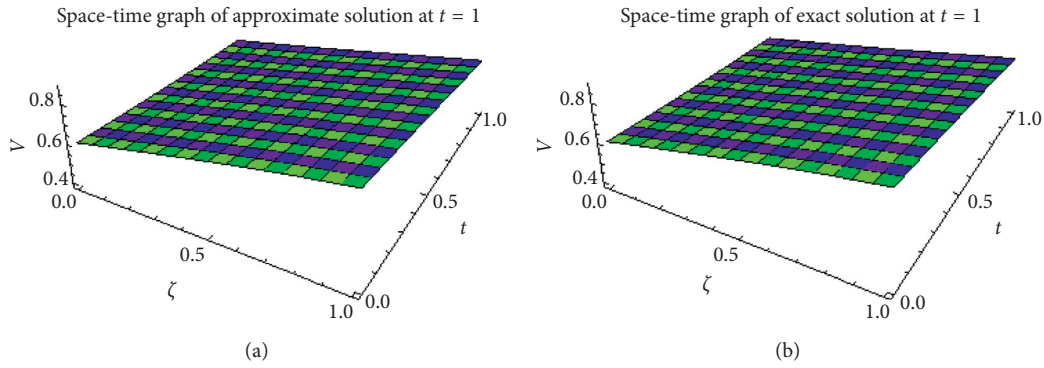 Space-time graph of approximate solution at t = 1
0.8
V
0.6
0.4
0.0
0.5
ζ
1.0
0.0
0.5
t
1.0
(a)
Space-time graph of exact solution at t = 1
0.8
V
0.6
0.4
0.0
0.5
ζ
1.0
0.0
0.5
t
1.0
(b)